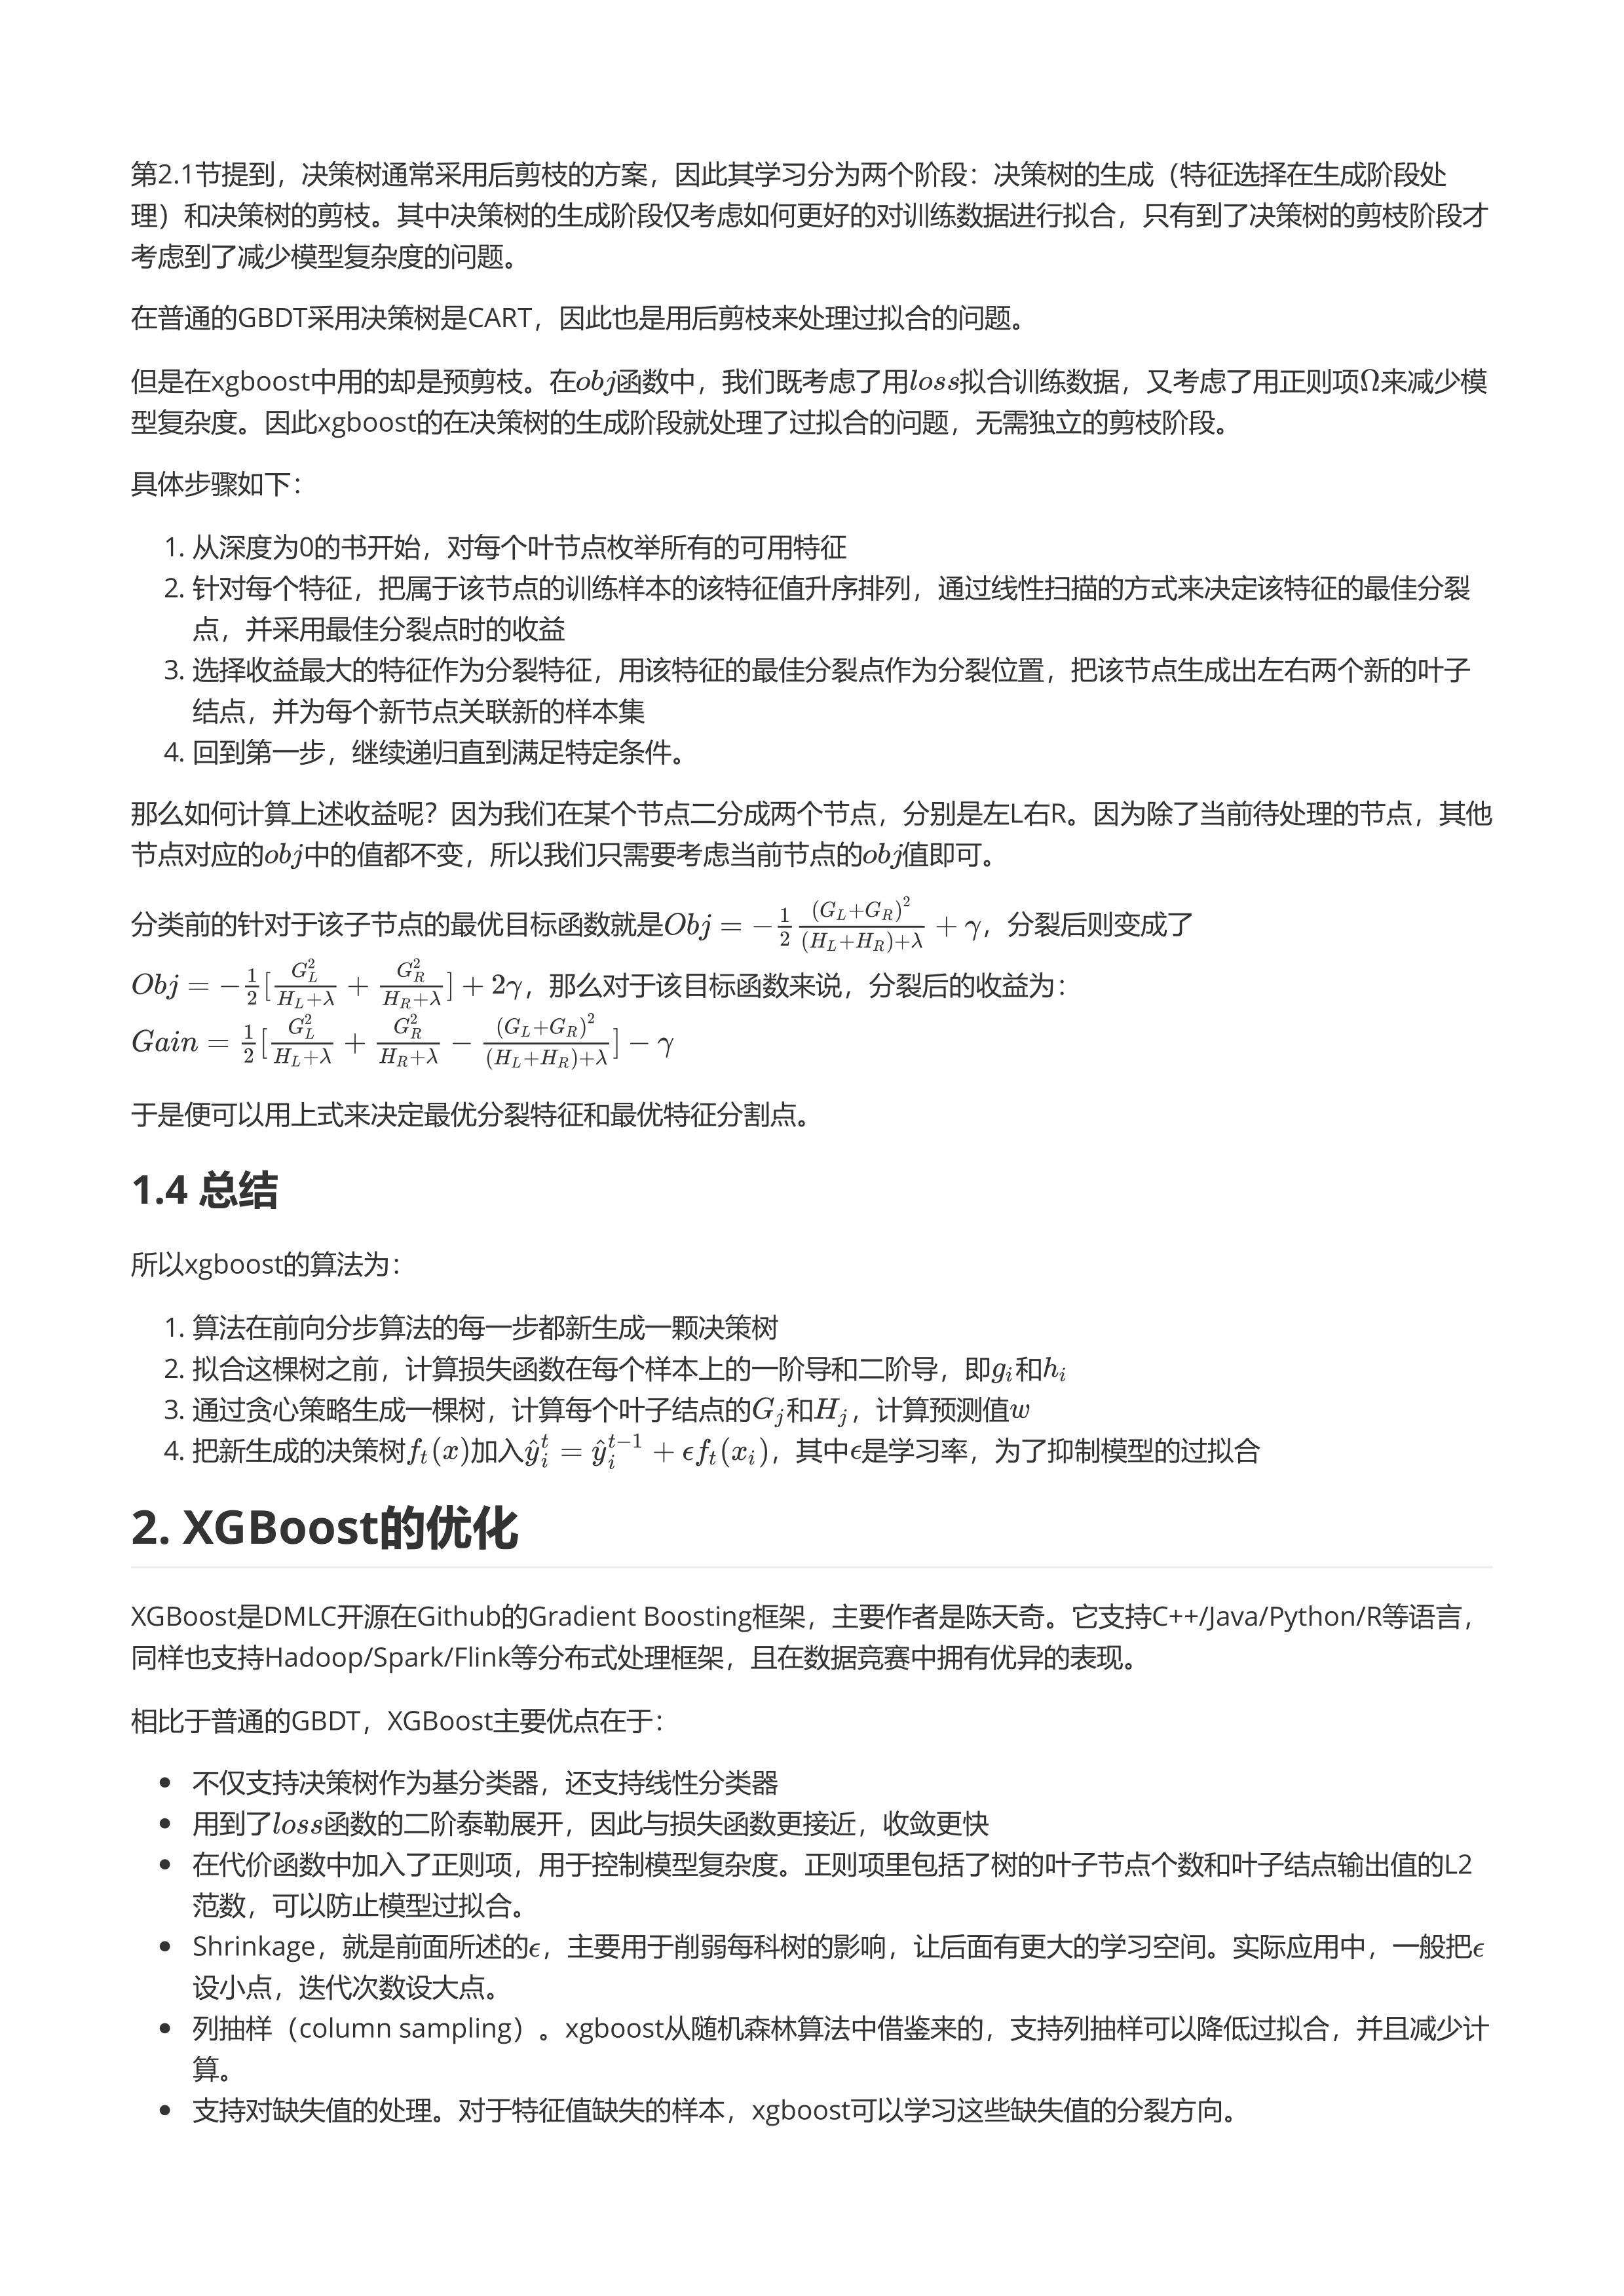 第2.1节提到，决策树通常采用后剪枝的方案，因此其学习分为两个阶段：决策树的生成（特征选择在生成阶段处
理）和决策树的剪枝。其中决策树的生成阶段仅考虑如何更好的对训练数据进行拟合，只有到了决策树的剪枝阶段才
考虑到了减少模型复杂度的问题。
在普通的GBDT采用决策树是CART，因此也是用后剪枝来处理过拟合的问题。
但是在xgboost中用的却是预剪枝。在$obj$函数中，我们既考虑了用$loss$拟合训练数据，又考虑了用正则项Ω来减少模
型复杂度。因此xgboost的在决策树的生成阶段就处理了过拟合的问题，无需独立的剪枝阶段。
具体步骤如下：
1. 从深度为0的书开始，对每个叶节点枚举所有的可用特征
2. 针对每个特征，把属于该节点的训练样本的该特征值升序排列，通过线性扫描的方式来决定该特征的最佳分裂
点，并采用最佳分裂点时的收益
3. 选择收益最大的特征作为分裂特征，用该特征的最佳分裂点作为分裂位置，把该节点生成出左右两个新的叶子
结点，并为每个新节点关联新的样本集
4. 回到第一步，继续递归直到满足特定条件。
那么如何计算上述收益呢？因为我们在某个节点二分成两个节点，分别是左L右R。因为除了当前待处理的节点，其他
节点对应的$obj$中的值都不变，所以我们只需要考虑当前节点的$obj$值即可。
分类前的针对于该子节点的最优目标函数就是$Obj = -\frac{1}{2}\frac{(G_L+G_R)^2}{(H_L+H_R)+\lambda} + \gamma$，分裂后则变成了
$Obj = -\frac{1}{2}[\frac{G_L^2}{H_L+\lambda} + \frac{G_R^2}{H_R+\lambda}] + 2\gamma$，那么对于该目标函数来说，分裂后的收益为：
$Gain = \frac{1}{2}[\frac{G_L^2}{H_L+\lambda} + \frac{G_R^2}{H_R+\lambda} - \frac{(G_L+G_R)^2}{(H_L+H_R)+\lambda}] - \gamma$
于是便可以用上式来决定最优分裂特征和最优特征分割点。
1.4 总结
所以xgboost的算法为：
1. 算法在前向分步算法的每一步都新生成一颗决策树
2. 拟合这棵树之前，计算损失函数在每个样本上的一阶导和二阶导，即$g_i$和$h_i$
3. 通过贪心策略生成一棵树，计算每个叶子结点的$G_j$和$H_j$，计算预测值$w$
4. 把新生成的决策树$f_t(x)$加入$\hat{y}_i^t = \hat{y}_i^{t-1} + \epsilon f_t(x_i)$，其中$\epsilon$是学习率，为了抑制模型的过拟合
2. XGBoost的优化
XGBoost是DMLC开源在Github的Gradient Boosting框架，主要作者是陈天奇。它支持C++/Java/Python/R等语言，
同样也支持Hadoop/Spark/Flink等分布式处理框架，且在数据竞赛中拥有优异的表现。
相比于普通的GBDT，XGBoost主要优点在于：
• 不仅支持决策树作为基分类器，还支持线性分类器
• 用到了$loss$函数的二阶泰勒展开，因此与损失函数更接近，收敛更快
• 在代价函数中加入了正则项，用于控制模型复杂度。正则项里包括了树的叶子节点个数和叶子结点输出值的L2
范数，可以防止模型过拟合。
• Shrinkage，就是前面所述的$\epsilon$，主要用于削弱每科树的影响，让后面有更大的学习空间。实际应用中，一般把$\epsilon$
设小点，迭代次数设大点。
• 列抽样（column sampling）。xgboost从随机森林算法中借鉴来的，支持列抽样可以降低过拟合，并且减少计
算。
• 支持对缺失值的处理。对于特征值缺失的样本，xgboost可以学习这些缺失值的分裂方向。